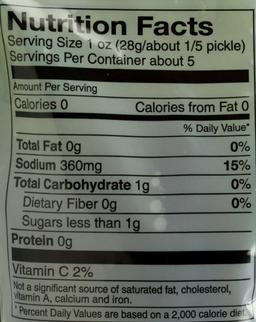 Nutrition Facts
Serving Size 1 oz (28g/about 1/5 pickle)
Servings Per Container about 5
Amount Per Serving
Calories 0 Calories from Fat 0
% Daily Value*
Total Fat 0g 0%
Sodium 360mg 15%
Total Carbohydrate 1g 0%
Dietary Fiber 0g 0%
Sugars less than 1g
Protein 0g
Vitamin C 2%
Not a significant source of saturated fat, cholesterol,
vitamin A, calcium and iron.
*Percent Daily Values are based on a 2,000 calorie diet.